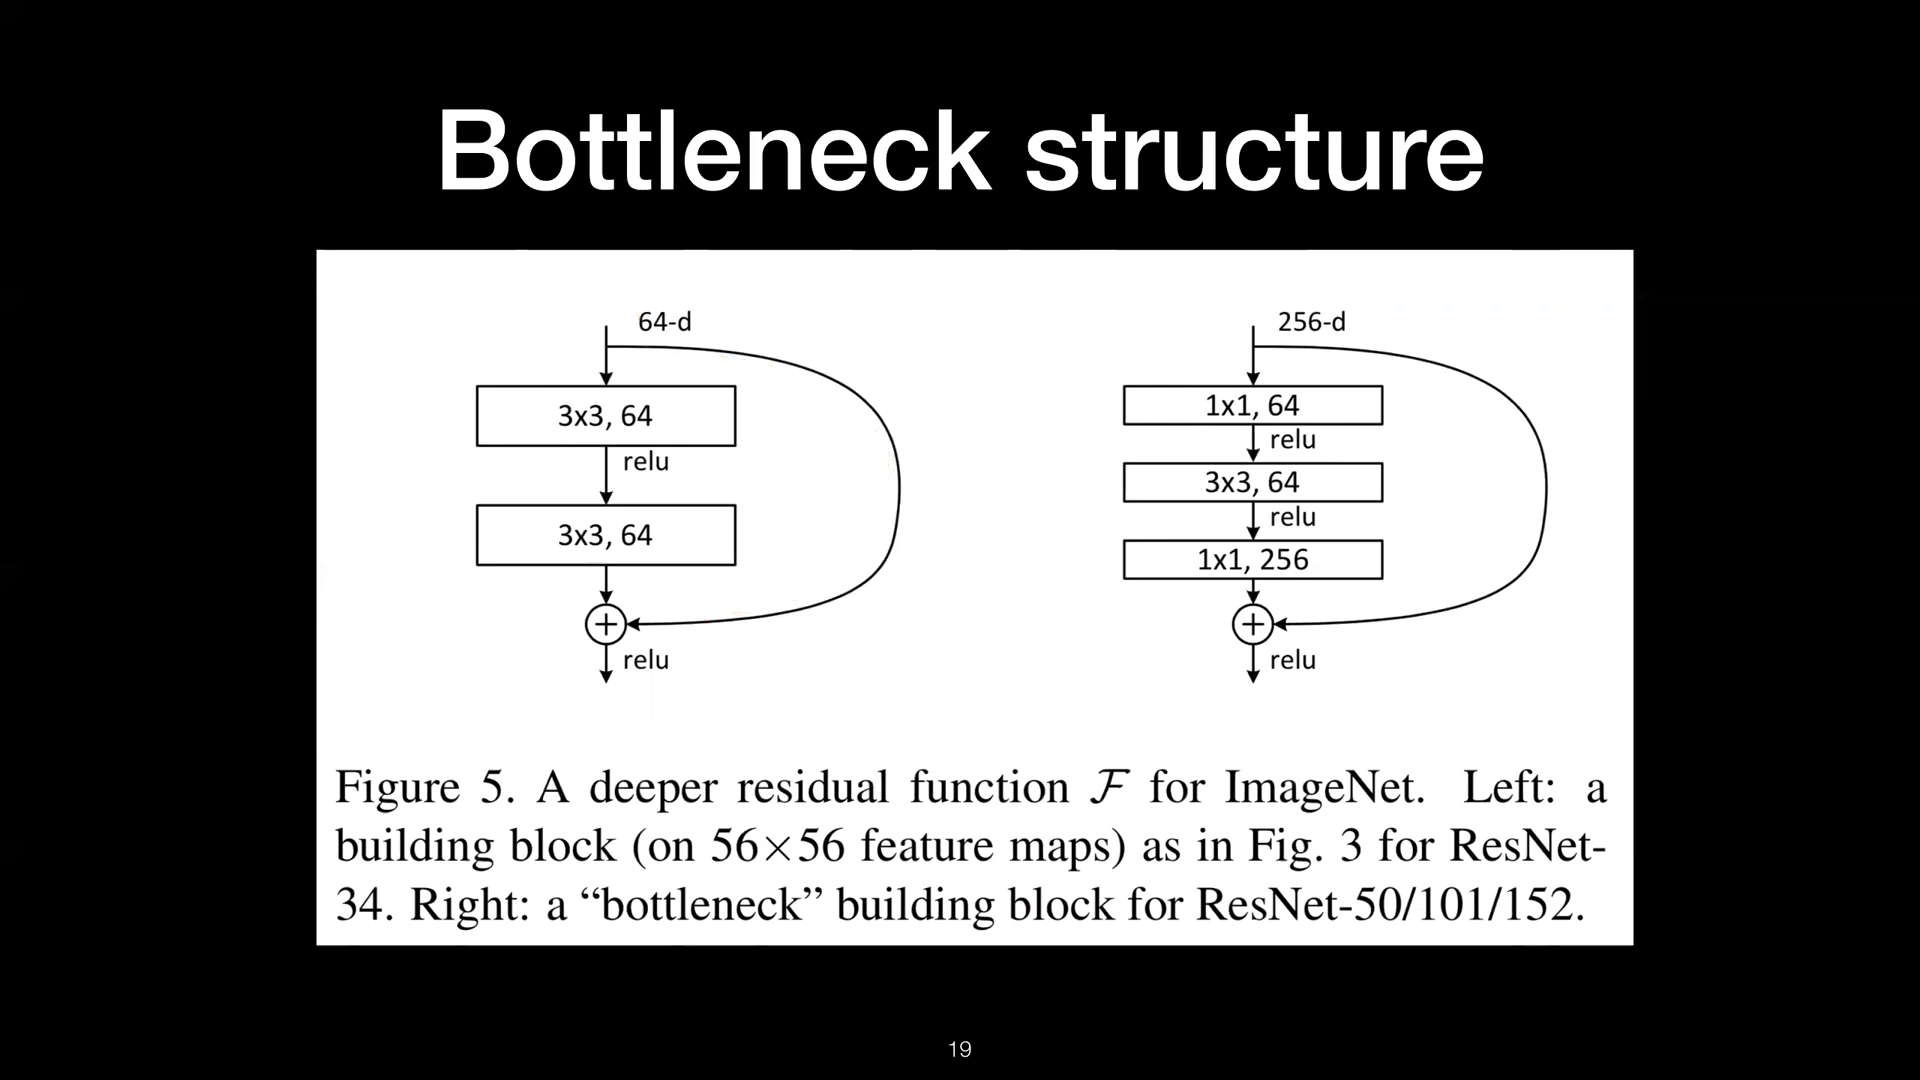 Bottleneck structure
64-d
3x3, 64
relu
3x3, 64
+
relu
256-d
1x1, 64
relu
3x3, 64
relu
1x1, 256
+
relu
Figure 5. A deeper residual function ℱ for ImageNet. Left: a
building block (on 56×56 feature maps) as in Fig. 3 for ResNet-
34. Right: a “bottleneck” building block for ResNet-50/101/152.
19